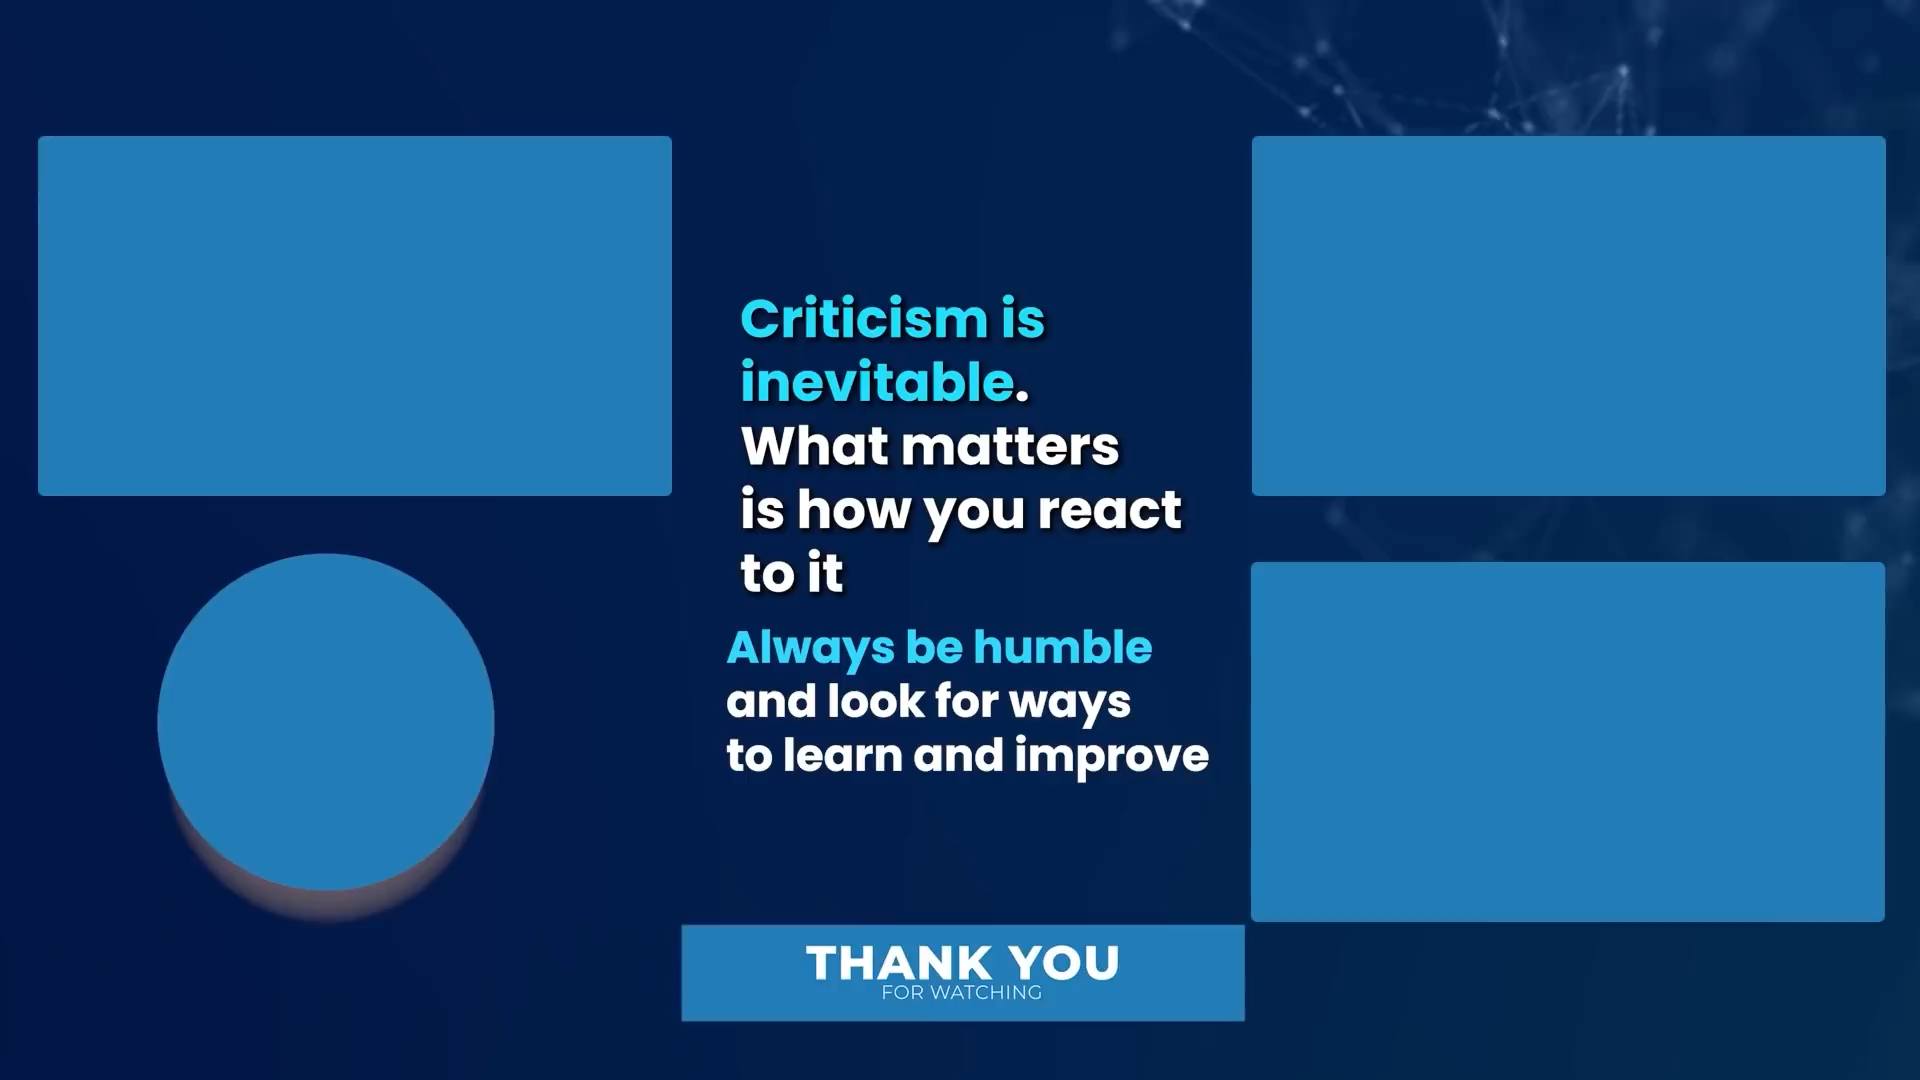 Criticism is
inevitable.
What matters
is how you react
to it
Always be humble
and look for ways
to learn and improve
THANK YOU
FOR WATCHING